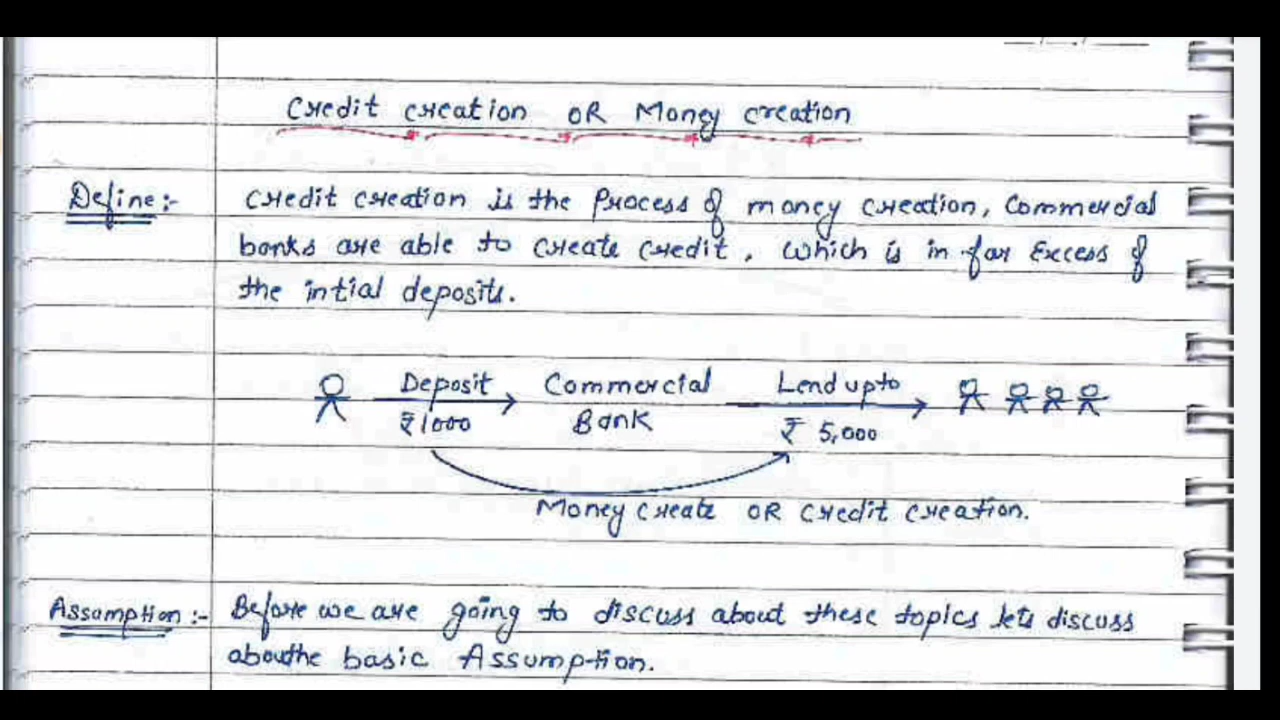 Credit creation OR Money creation
Define:- Credit creation is the Process of money creation, Commercial
banks are able to create credit, which is in far Excess of
the intial deposits.
Deposit Commercial Lend upto
₹1000 Bank ₹ 5,000
Money create OR credit creation.
Assumption:- Before we are going to discuss about these topics lets discuss
about the basic Assumption.